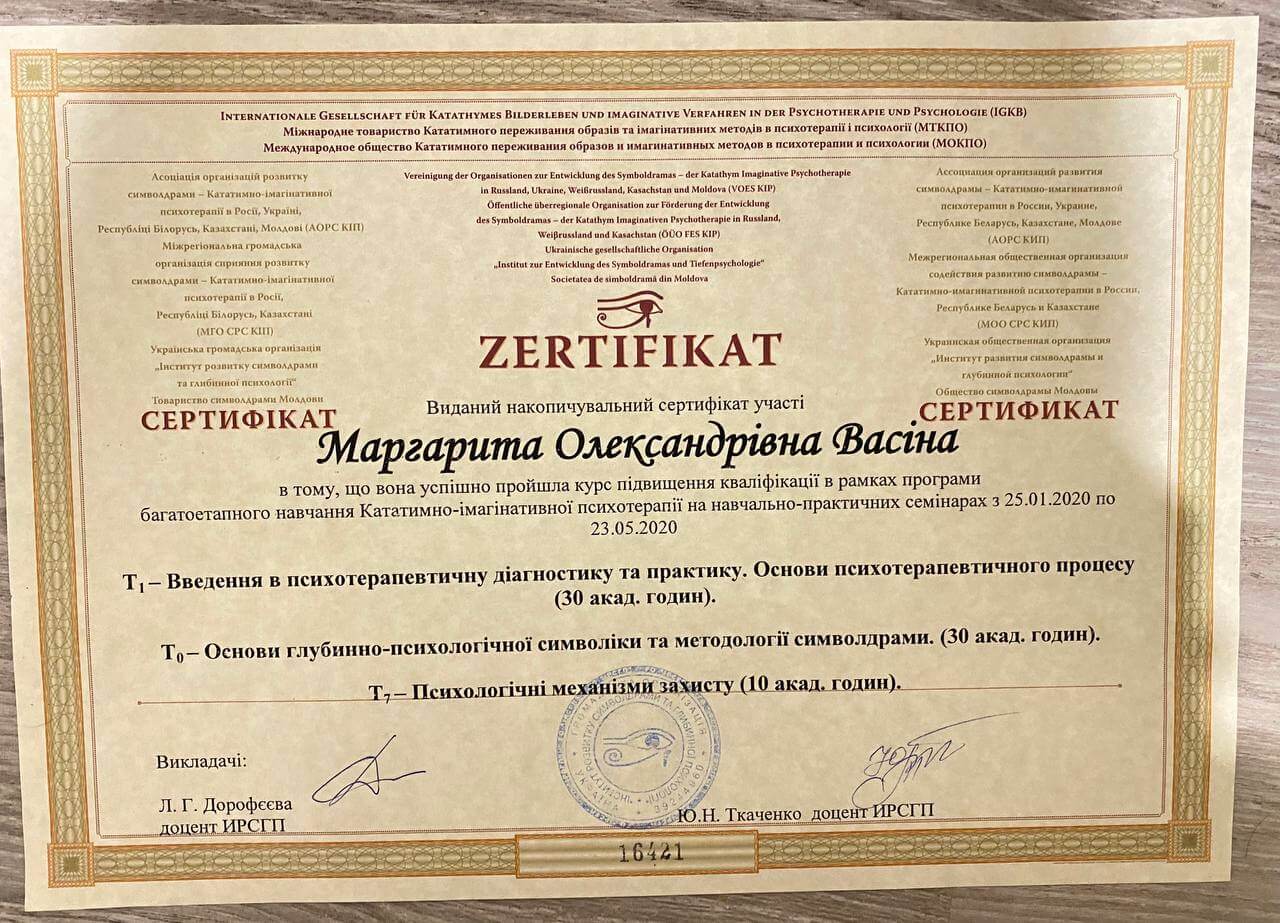 INTERNATIONALE GESELLSCHAFT FÜR KATATHYMES BILDERLEBEN UND IMAGINATIVE VERFAHREN IN DER PSYCHOTHERAPIE UND PSYCHOLOGIE (IGKB)
Міжнародне товариство Кататимного переживання образів та імагінативних методів в психотерапії і психології (МТКПО)
Международное общество Кататимного переживания образов и имагинативных методов в психотерапии и психологии (МОКПО)
Асоціація організацій розвитку
символдрами – Кататимно-імагінативної
психотерапії в Росії, Україні,
Республіці Білорусь, Казахстані, Молдові (АОРС КІП)
Міжрегіональна громадська
організація сприяння розвитку
символдрами – Кататимно-імагінативної
психотерапії в Росії,
Республіці Білорусь, Казахстані
(МГО СРС КІП)
Українська громадська організація
„Інститут розвитку символдрами
та глибинної психології"
Товариство символдрами Молдови
СЕРТИФІКАТ
Vereinigung der Organisationen zur Entwicklung des Symboldramas – der Katathym Imaginative Psychotherapie
in Russland, Ukraine, Weißrussland, Kasachstan und Moldova (VOES KIP)
Öffentliche überregionale Organisation zur Förderung der Entwicklung
des Symboldramas – der Katathym Imaginativen Psychotherapie in Russland,
Weißrussland und Kasachstan (ÖÜO FES KIP)
Ukrainische gesellschaftliche Organisation
„Institut zur Entwicklung des Symboldramas und Tiefenpsychologie"
Societatea de simboldramă din Moldova
ZERTIFIKAT
Ассоциация организаций развития
символдрамы – Кататимно-имагинативной
психотерапии в России, Украине,
Республике Беларусь, Казахстане, Молдове
(АОРС КИП)
Межрегиональная общественная организация
содействия развитию символдрамы –
Кататимно-имагинативной психотерапии в России,
Республике Беларусь и Казахстане
(МОО СРС КИП)
Украинская общественная организация
„Институт развития символдрамы и
глубинной психологии"
Общество символдрамы Молдовы
СЕРТИФИКАТ
Виданий накопичувальний сертифікат участі
Маргарита Олександрівна Васіна
в тому, що вона успішно пройшла курс підвищення кваліфікації в рамках програми
багатоетапного навчання Кататимно-імагінативної психотерапії на навчально-практичних семінарах з 25.01.2020 по
23.05.2020
Т1 – Введення в психотерапевтичну діагностику та практику. Основи психотерапевтичного процесу
(30 акад. годин).
Т0 – Основи глубинно-психологічної символіки та методології символдрами. (30 акад. годин).
Т7 – Психологічні механізми захисту (10 акад. годин).
Викладачі:
Л. Г. Дорофєєва
доцент ИРСГП
Ю.Н. Ткаченко доцент ИРСГП
16421